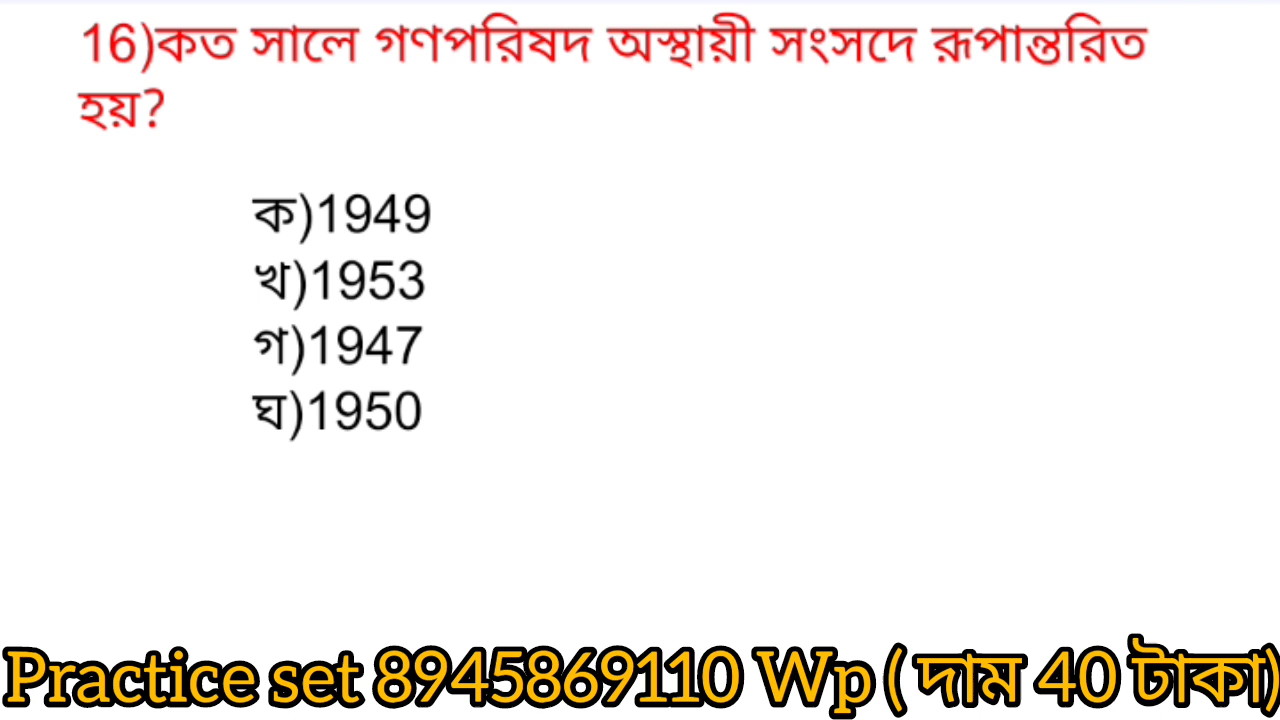 16)কত সালে গণপরিষদ অস্থায়ী সংসদে রূপান্তরিত
হয়?
ক)1949
খ)1953
গ)1947
ঘ)1950
Practice set 8945869110 Wp ( দাম 40 টাকা)